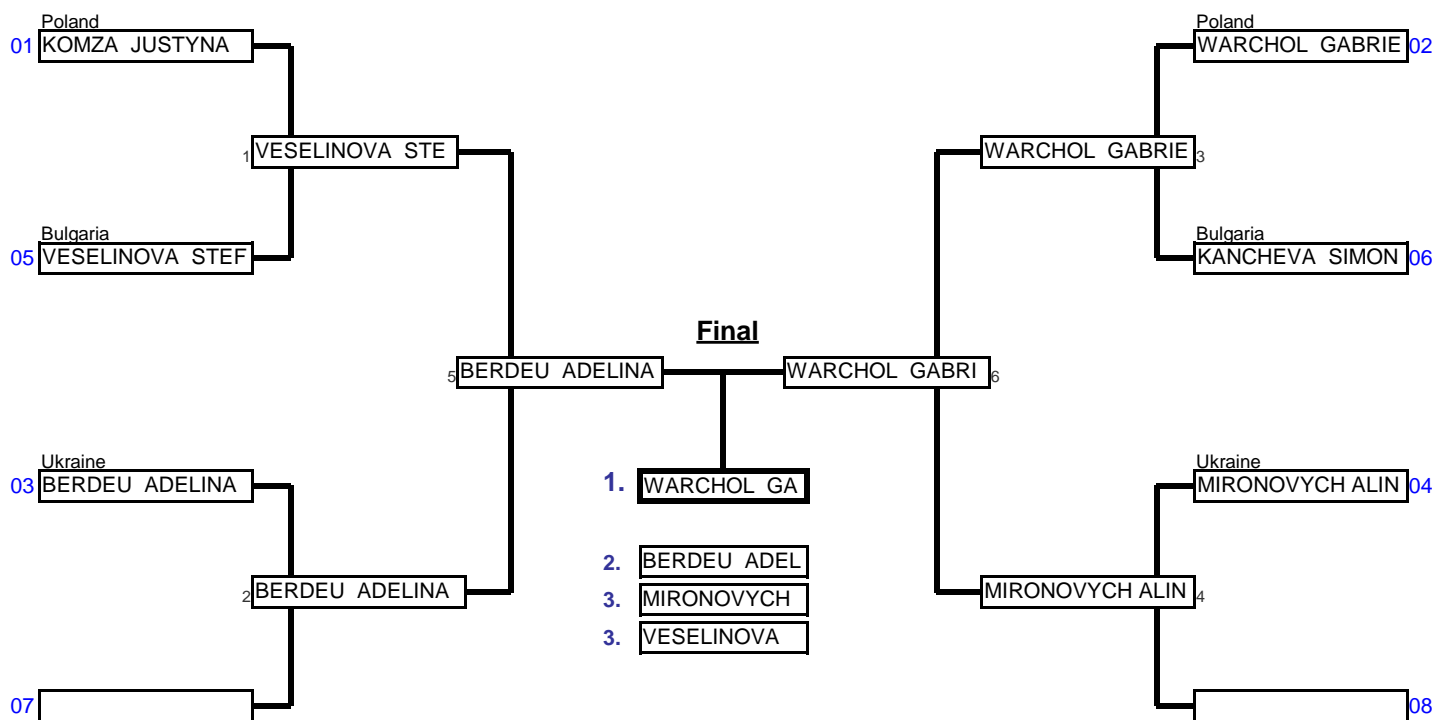 Poland
01 KOMZA JUSTYNA
Poland
WARCHOL GABRIE 02
1 VESELINOVA STE
WARCHOL GABRIE 3
Bulgaria
05 VESELINOVA STEF
Bulgaria
KANCHEVA SIMON 06
Final
5 BERDEU ADELINA
WARCHOL GABRI 6
Ukraine
03 BERDEU ADELINA
Ukraine
MIRONOVYCH ALIN 04
1. WARCHOL GA
2. BERDEU ADEL
3. MIRONOVYCH
3. VESELINOVA
2 BERDEU ADELINA
MIRONOVYCH ALIN 4
07
08